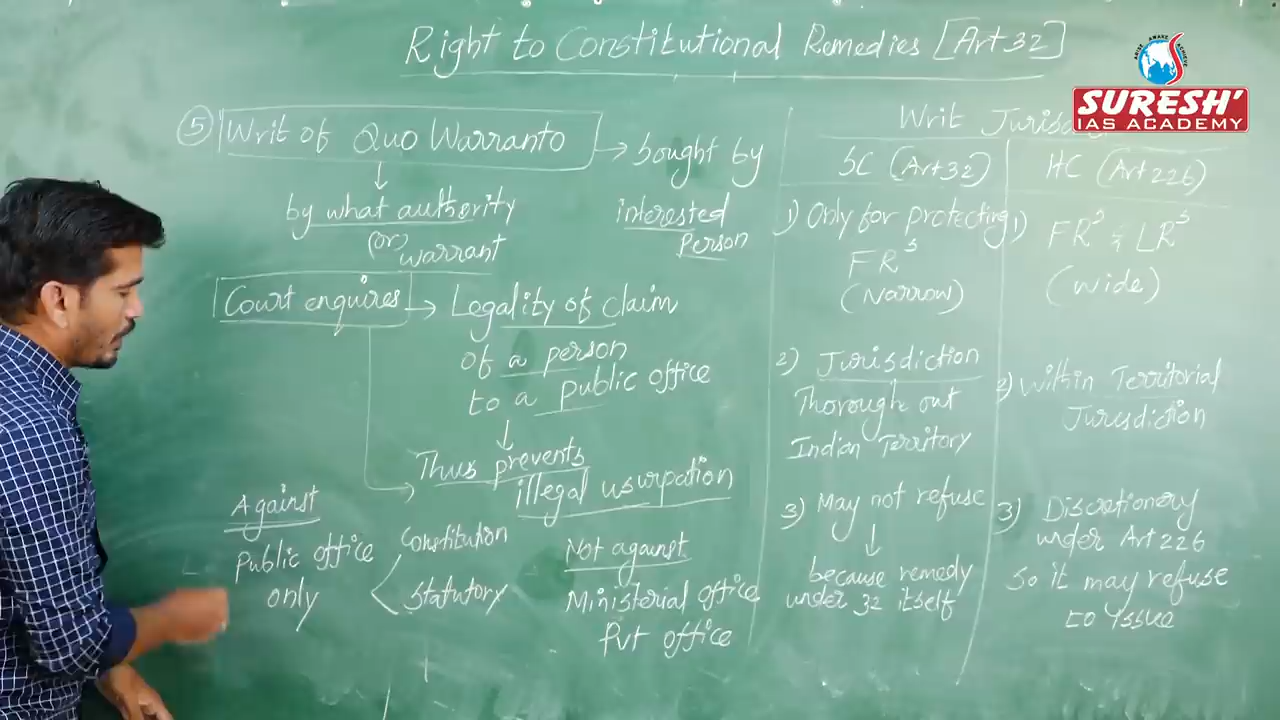 Right to Constitutional Remedies [Art 32]
ARISE AWAKE ACHIEVE
SURESH'
IAS ACADEMY
⑤ Writ of Quo Warranto → sought by
interested
Person
↓
by what authority
(or)
warrant
Court enquires → Legality of claim
of a person
to a public office
↓
Thus prevents
illegal usurpation
Against
Public office
only
Constitution
Statutory
Not against
Ministerial office
Pvt office
Writ
SC (Art 32)
1) Only for protecting
FRs
(Narrow)
2) Jurisdiction
Thorough out
Indian Territory
3) May not refuse
↓
because remedy
under 32 itself
HC (Art 226)
1) FRs & LRs
(wide)
2) Within Territorial
Jurisdiction
3) Discretionary
under Art 226
So it may refuse
to Issue